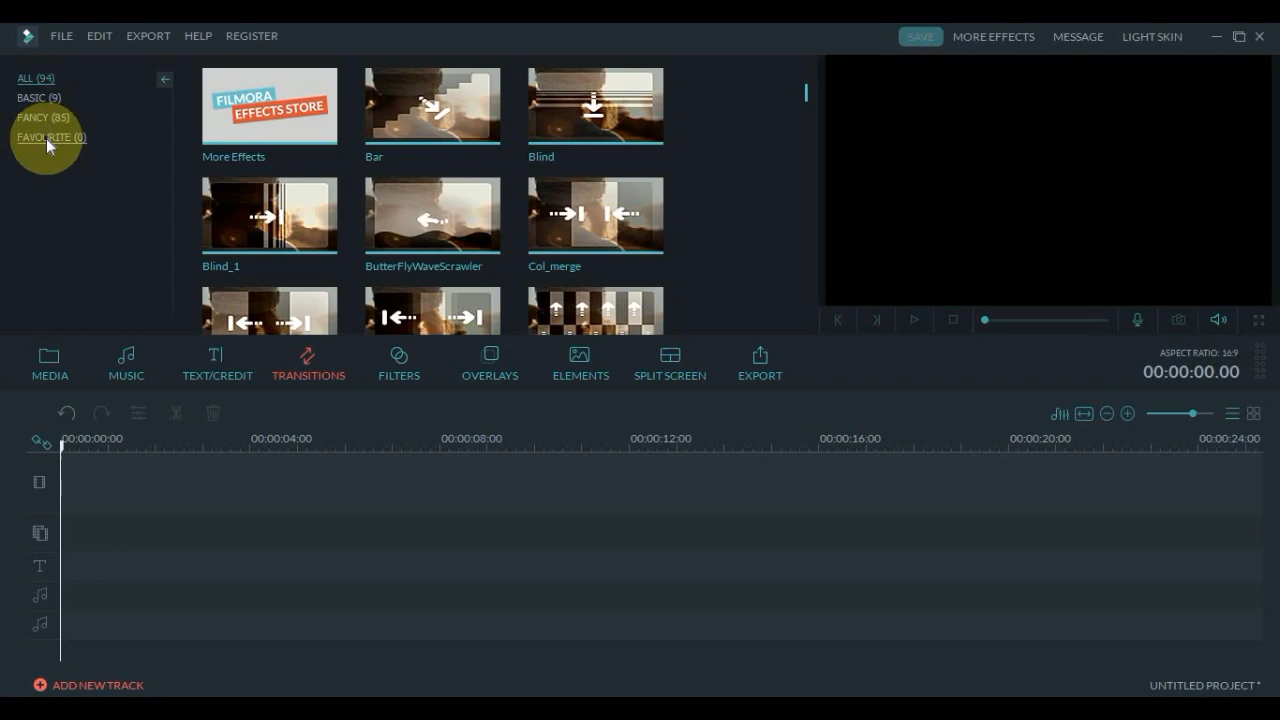 FILE EDIT EXPORT HELP REGISTER SAVE MORE EFFECTS MESSAGE LIGHT SKIN
ALL (94)
BASIC (9)
FANCY (85)
FAVOURITE (0)
FILMORA
EFFECTS STORE
More Effects Bar Blind
Blind_1 ButterFlyWaveScrawler Col_merge
MEDIA MUSIC TEXT/CREDIT TRANSITIONS FILTERS OVERLAYS ELEMENTS SPLIT SCREEN EXPORT
ASPECT RATIO: 16:9
00:00:00.00
00:00:00:00 00:00:04:00 00:00:08:00 00:00:12:00 00:00:16:00 00:00:20:00 00:00:24:00
ADD NEW TRACK
UNTITLED PROJECT *